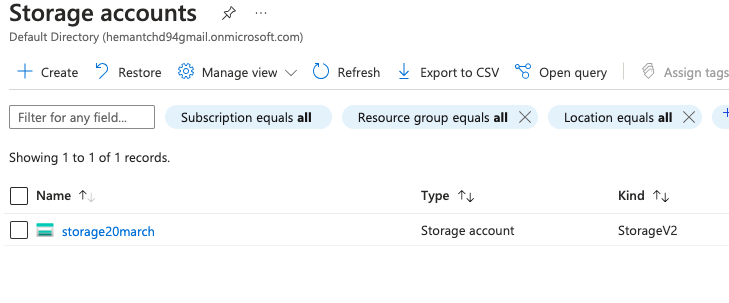 Storage accounts ...
Default Directory (hemantchd94gmail.onmicrosoft.com)
+ Create Restore Manage view Refresh Export to CSV Open query Assign tags
Filter for any field... Subscription equals all Resource group equals all Location equals all +
Showing 1 to 1 of 1 records.
Name Type Kind
storage20march Storage account StorageV2